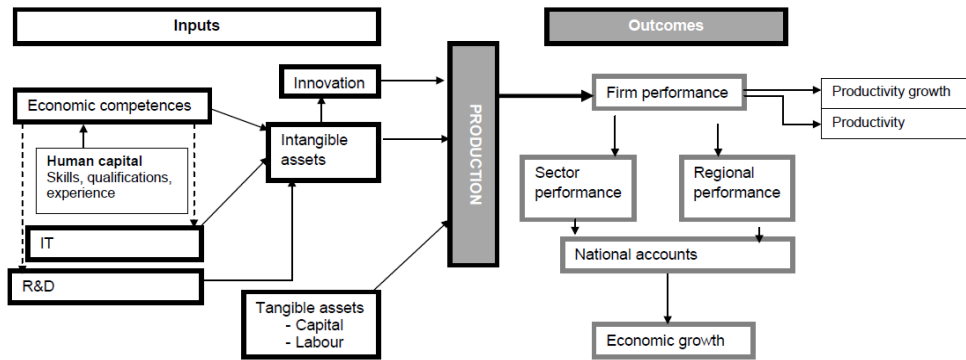 Inputs
Outcomes
Innovation
Economic competences
Intangible
assets
Human capital
Skills, qualifications,
experience
IT
R&D
Tangible assets
- Capital
- Labour
PRODUCTION
Firm performance
Productivity growth
Productivity
Sector
performance
Regional
performance
National accounts
Economic growth